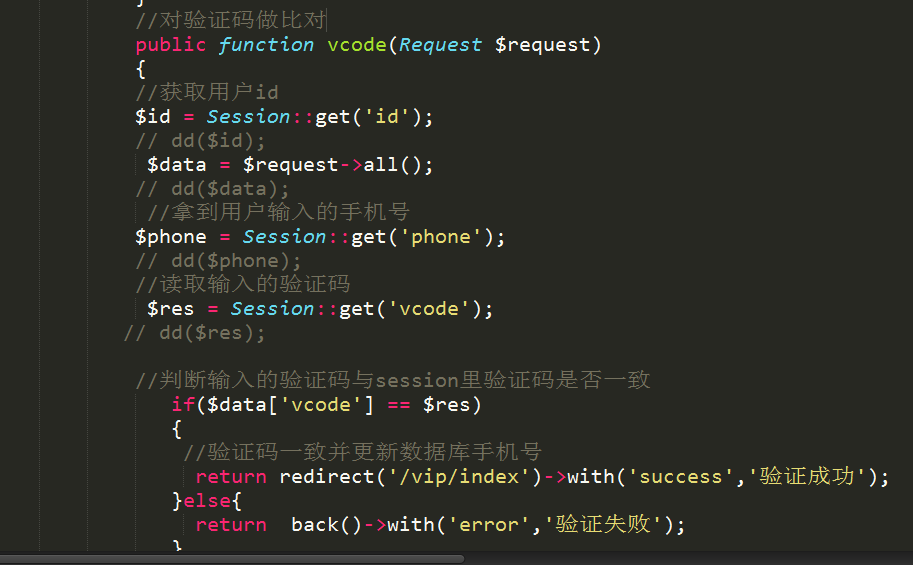 }
//对验证码做比对
public function vcode(Request $request)
{
//获取用户id
$id = Session::get('id');
// dd($id);
$data = $request->all();
// dd($data);
//拿到用户输入的手机号
$phone = Session::get('phone');
// dd($phone);
//读取输入的验证码
$res = Session::get('vcode');
// dd($res);
//判断输入的验证码与session里验证码是否一致
if($data['vcode'] == $res)
{
//验证码一致并更新数据库手机号
return redirect('/vip/index')->with('success','验证成功');
}else{
return  back()->with('error','验证失败');
}